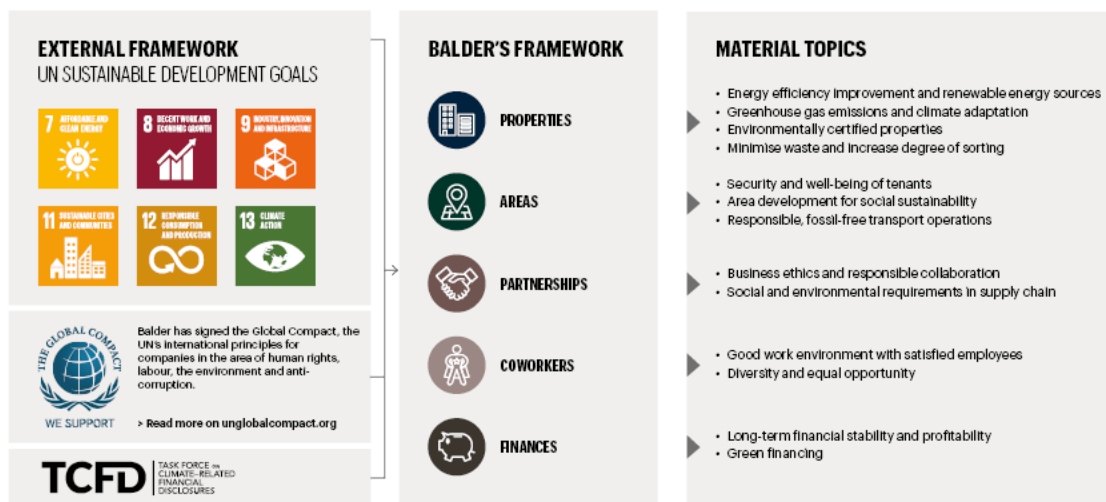 EXTERNAL FRAMEWORK
UN SUSTAINABLE DEVELOPMENT GOALS
7 AFFORDABLE AND
CLEAN ENERGY
8 DECENT WORK AND
ECONOMIC GROWTH
9 INDUSTRY, INNOVATION
AND INFRASTRUCTURE
11 SUSTAINABLE CITIES
AND COMMUNITIES
12 RESPONSIBLE
CONSUMPTION
AND PRODUCTION
13 CLIMATE
ACTION
THE GLOBAL COMPACT
WE SUPPORT
Balder has signed the Global Compact, the
UN's international principles for
companies in the area of human rights,
labour, the environment and anti-
corruption.
> Read more on unglobalcompact.org
TCFD
TASK FORCE on
CLIMATE-RELATED
FINANCIAL
DISCLOSURES
BALDER'S FRAMEWORK
PROPERTIES
AREAS
PARTNERSHIPS
COWORKERS
FINANCES
MATERIAL TOPICS
• Energy efficiency improvement and renewable energy sources
• Greenhouse gas emissions and climate adaptation
• Environmentally certified properties
• Minimise waste and increase degree of sorting
• Security and well-being of tenants
• Area development for social sustainability
• Responsible, fossil-free transport operations
• Business ethics and responsible collaboration
• Social and environmental requirements in supply chain
• Good work environment with satisfied employees
• Diversity and equal opportunity
• Long-term financial stability and profitability
• Green financing